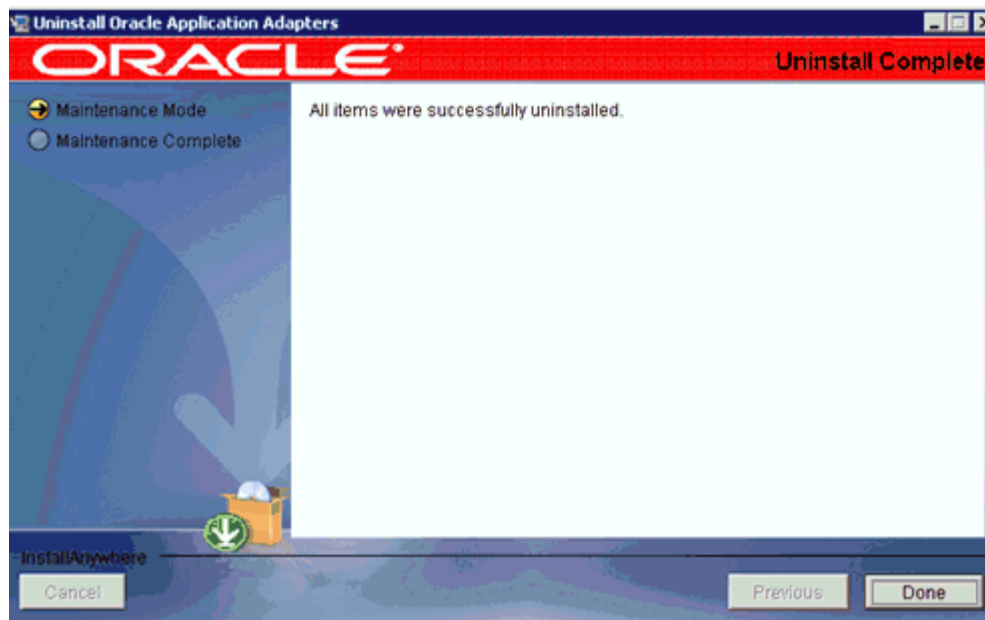 Uninstall Oracle Application Adapters
ORACLE
Uninstall Complete
Maintenance Mode
Maintenance Complete
All items were successfully uninstalled.
InstallAnywhere
Cancel
Previous
Done